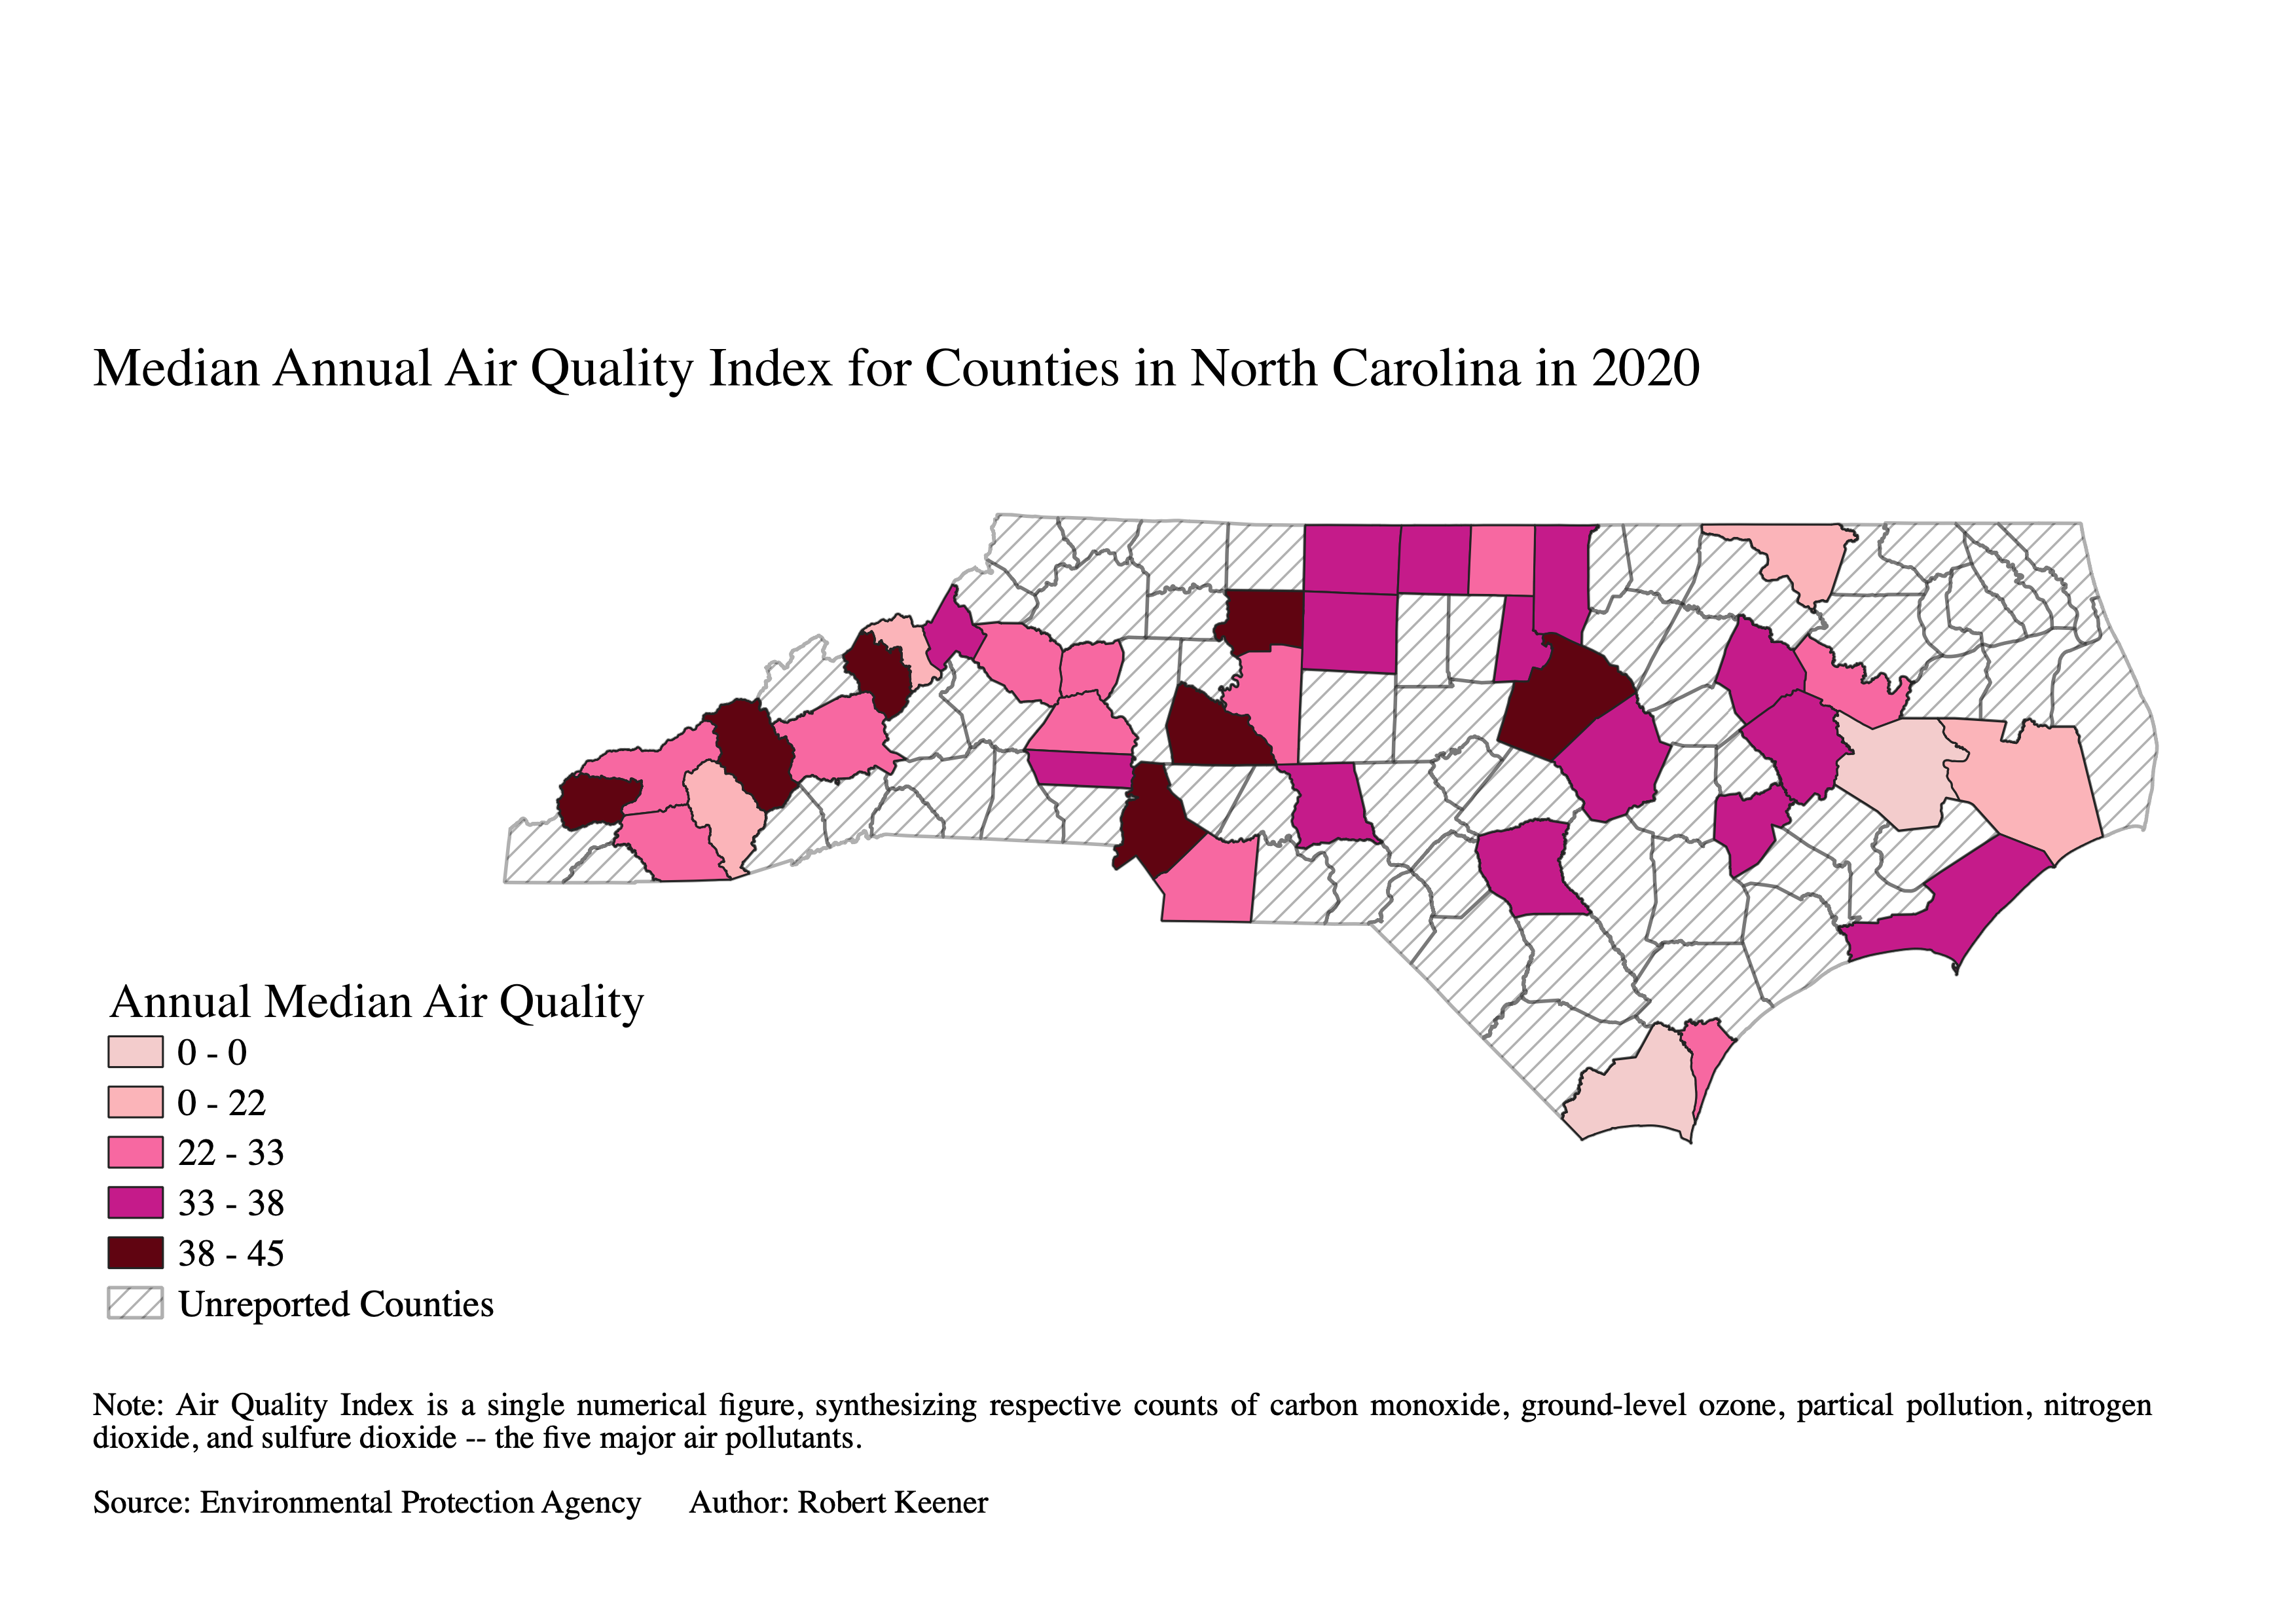 Median Annual Air Quality Index for Counties in North Carolina in 2020
Annual Median Air Quality
0 - 0
0 - 22
22 - 33
33 - 38
38 - 45
Unreported Counties
Note: Air Quality Index is a single numerical figure, synthesizing respective counts of carbon monoxide, ground-level ozone, partical pollution, nitrogen
dioxide, and sulfure dioxide -- the five major air pollutants.
Source: Environmental Protection Agency Author: Robert Keener